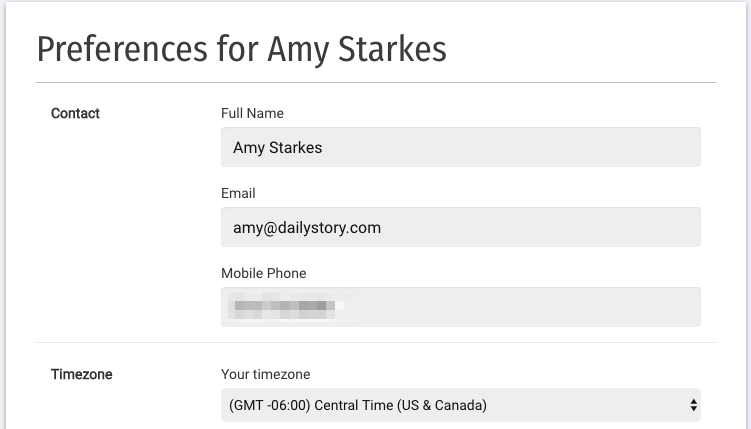 Preferences for Amy Starkes
Contact
Full Name
Amy Starkes
Email
amy@dailystory.com
Mobile Phone
Timezone
Your timezone
(GMT -06:00) Central Time (US & Canada)